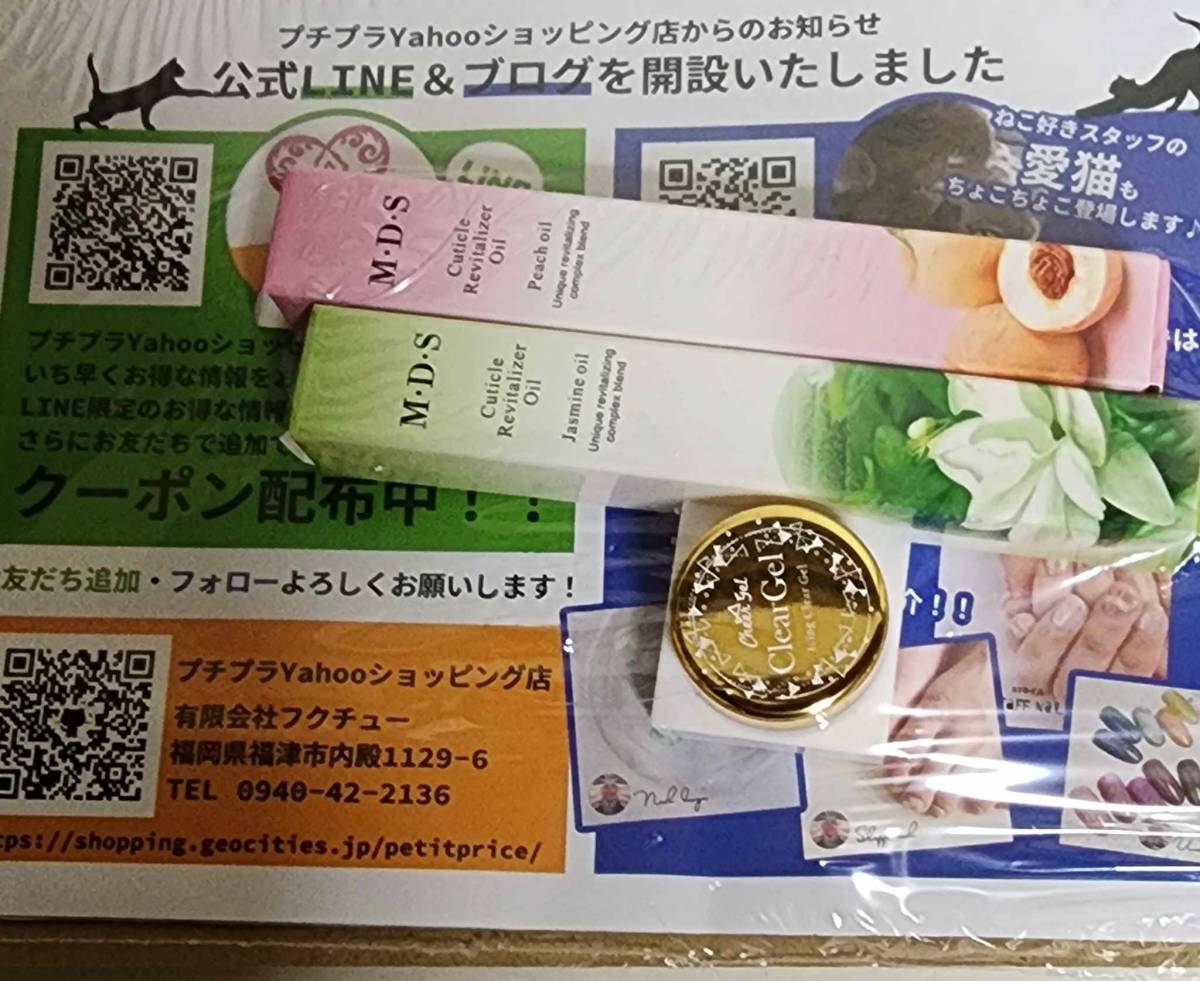 プチプラYahooショッピング店からのお知らせ
公式LINE＆ブログを開設いたしました
ねこ好きスタッフの
愛猫も
ちょこちょこ登場します♪
LINE
M·D·S
Cuticle
Revitalizer
Oil
Peach oil
Unique revitalizing
complex blend
M·D·S
Cuticle
Revitalizer
Oil
Jasmine oil
Unique revitalizing
complex blend
プチプラYahooショッ
いち早くお得な情報を
LINE限定のお得な情報
さらにお友だちで追加で
クーポン配布中！！
友だち追加・フォローよろしくお願いします！
Cheer Gel
ClearGel
Clear Gel
プチプラYahooショッピング店
有限会社フクチュー
福岡県福津市内殿1129-6
TEL 0940-42-2136
tps://shopping.geocities.jp/petitprice/